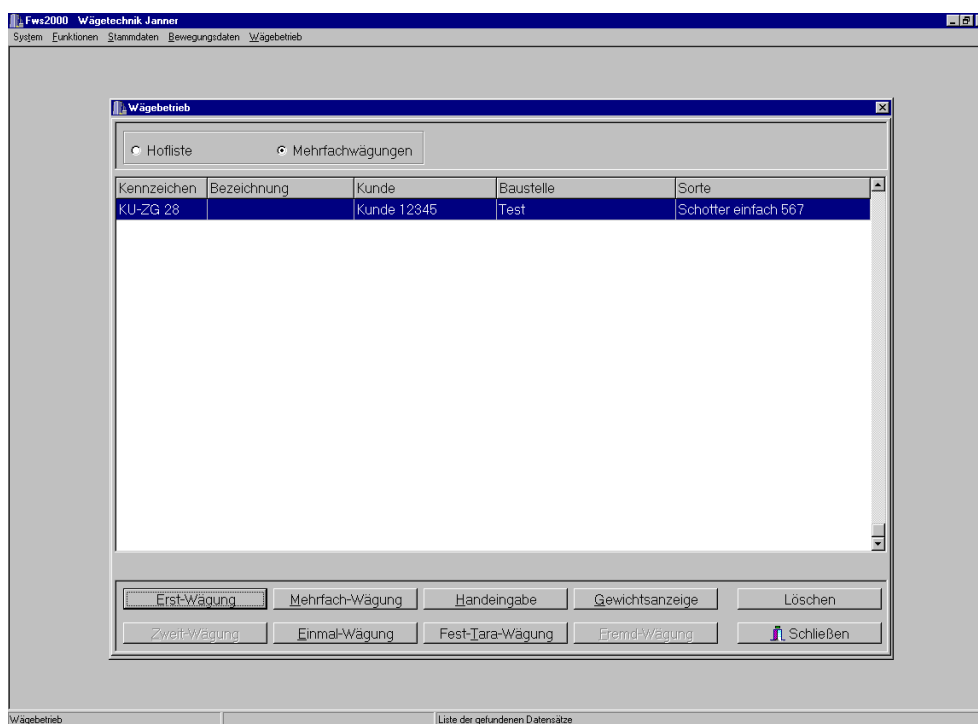 Fws2000 Wägetechnik Janner
System Funktionen Stammdaten Bewegungsdaten Wägebetrieb
Wägebetrieb
Hofliste Mehrfachwägungen
Kennzeichen Bezeichnung Kunde Baustelle Sorte
KU-ZG 28 Kunde 12345 Test Schotter einfach 567
Erst-Wägung Mehrfach-Wägung Handeingabe Gewichtsanzeige Löschen
Zweit-Wägung Einmal-Wägung Fest-Tara-Wägung Fremd-Wägung Schließen
Wägebetrieb Liste der gefundenen Datensätze